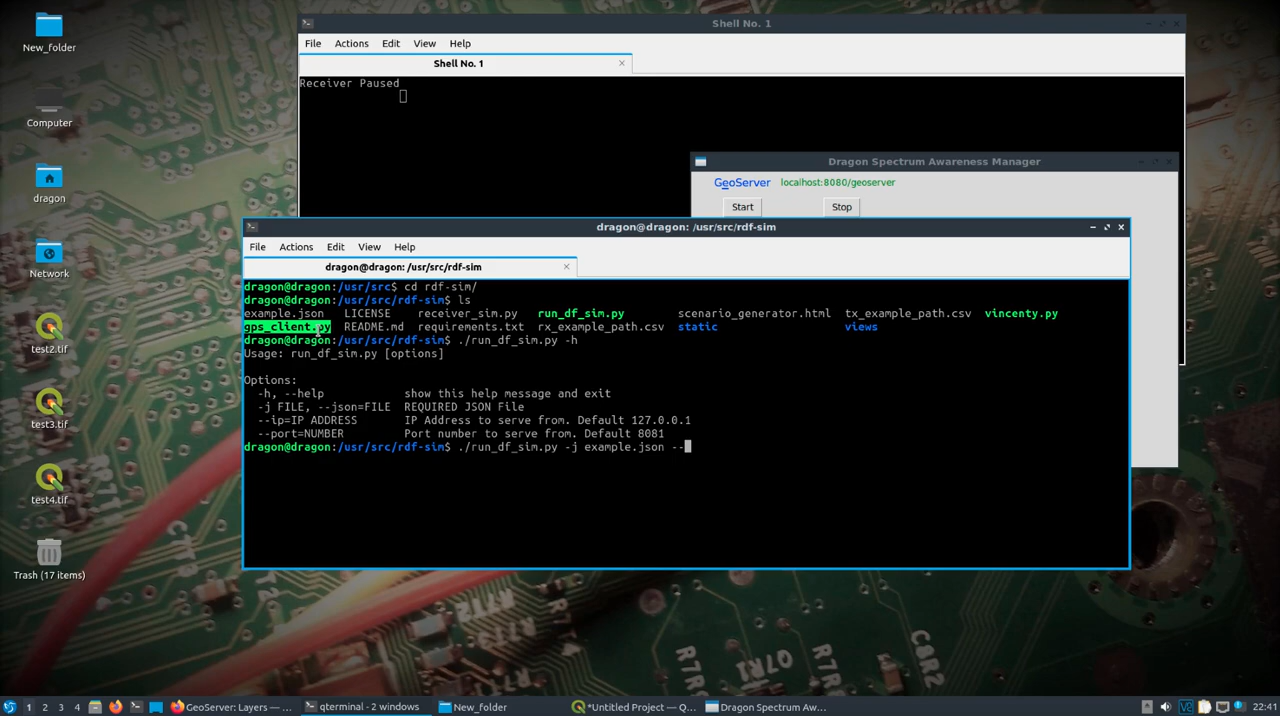 New_folder
Computer
dragon
Network
test2.tif
test3.tif
test4.tif
Trash (17 items)
Shell No. 1
File Actions Edit View Help
Shell No. 1
Receiver Paused
Dragon Spectrum Awareness Manager
GeoServer localhost:8080/geoserver
Start Stop
dragon@dragon: /usr/src/rdf-sim
File Actions Edit View Help
dragon@dragon: /usr/src/rdf-sim
dragon@dragon:/usr/src$ cd rdf-sim/
dragon@dragon:/usr/src/rdf-sim$ ls
example.json LICENSE receiver_sim.py run_df_sim.py scenario_generator.html tx_example_path.csv vincenty.py
gps_client.py README.md requirements.txt rx_example_path.csv static views
dragon@dragon:/usr/src/rdf-sim$ ./run_df_sim.py -h
Usage: run_df_sim.py [options]
Options:
-h, --help show this help message and exit
-j FILE, --json=FILE REQUIRED JSON File
--ip=IP ADDRESS IP Address to serve from. Default 127.0.0.1
--port=NUMBER Port number to serve from. Default 8081
dragon@dragon:/usr/src/rdf-sim$ ./run_df_sim.py -j example.json --
R7R
TO1
R7
C8R2
1 2 3 4 GeoServer: Layers — ... qterminal - 2 windows New_folder *Untitled Project — Q... Dragon Spectrum Aw... 22:41